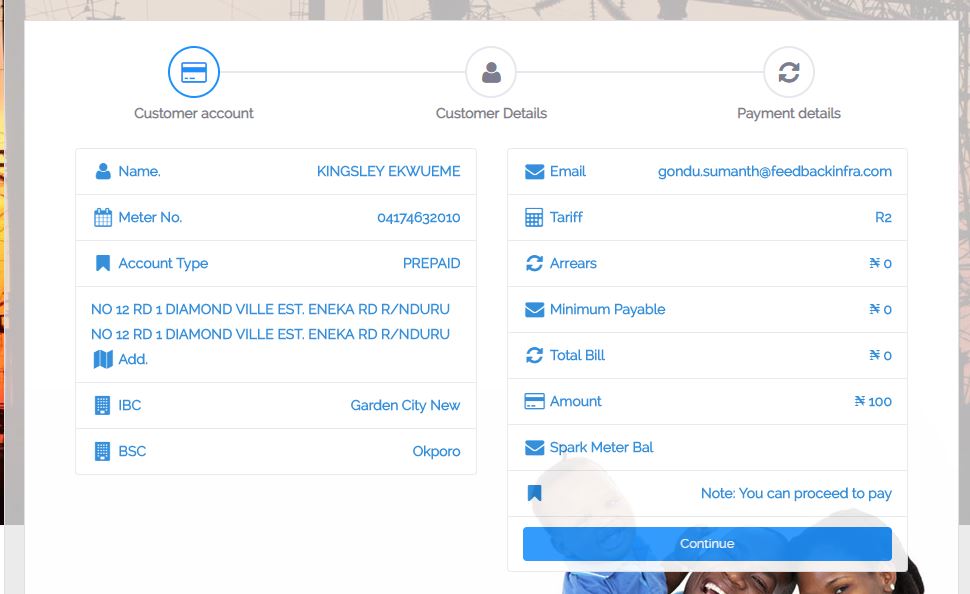 Customer account
Customer Details
Payment details
Name. KINGSLEY EKWUEME
Meter No. 04174632010
Account Type PREPAID
NO 12 RD 1 DIAMOND VILLE EST. ENEKA RD R/NDURU
NO 12 RD 1 DIAMOND VILLE EST. ENEKA RD R/NDURU
Add.
IBC Garden City New
BSC Okporo
Email gondu.sumanth@feedbackinfra.com
Tariff R2
Arrears ₦ 0
Minimum Payable ₦ 0
Total Bill ₦ 0
Amount ₦ 100
Spark Meter Bal
Note: You can proceed to pay
Continue